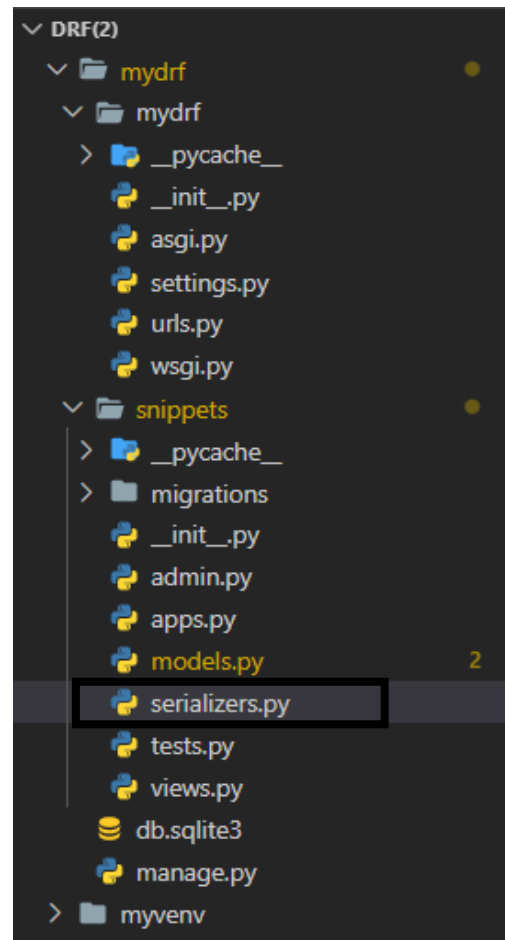 DRF(2)
mydrf
mydrf
__pycache__
__init__.py
asgi.py
settings.py
urls.py
wsgi.py
snippets
__pycache__
migrations
__init__.py
admin.py
apps.py
models.py 2
serializers.py
tests.py
views.py
db.sqlite3
manage.py
myvenv